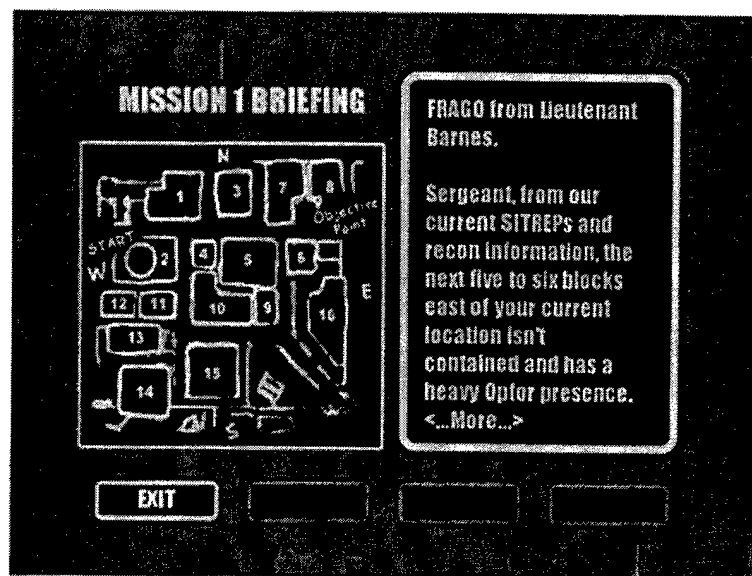 MISSION 1 BRIEFING
N
1
3
7
8
Objective
Point
START
W
2
4
5
6
E
12
11
10
9
16
13
14
15
S
FRAGO from Lieutenant
Barnes.
Sergeant, from our
current SITREPs and
recon information, the
next five to six blocks
east of your current
location isn't
contained and has a
heavy Opfor presence.
<...More...>
EXIT